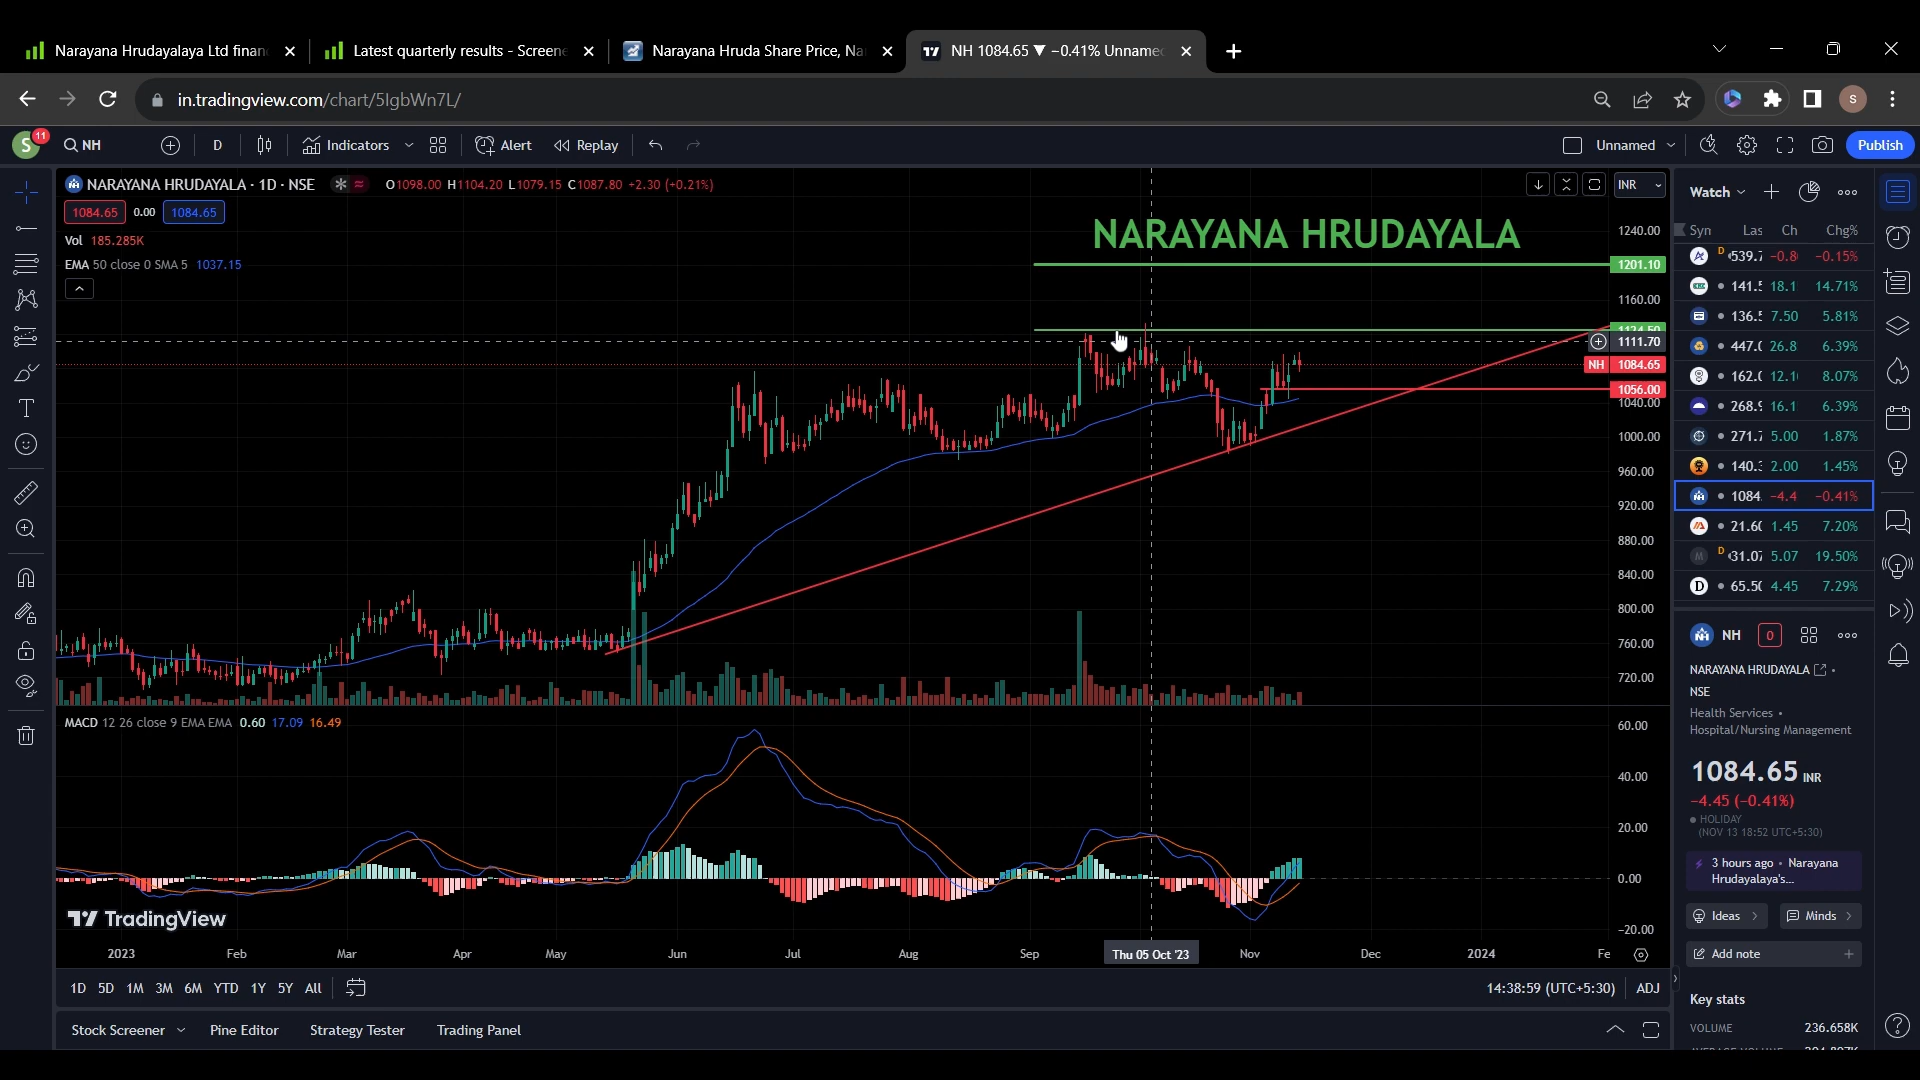 Narayana Hrudayalaya Ltd finan
Latest quarterly results - Screene
Narayana Hruda Share Price, Na
NH 1084.65 ▼ −0.41% Unnamed
in.tradingview.com/chart/5IgbWn7L/
S
S 11 NH D Indicators Alert Replay Unnamed Publish
NARAYANA HRUDAYALA · 1D · NSE O1098.00 H1104.20 L1079.15 C1087.80 +2.30 (+0.21%)
INR
1084.65 0.00 1084.65
Vol 185.285K
EMA 50 close 0 SMA 5 1037.15
NARAYANA HRUDAYALA
1240.00
1201.10
1160.00
1124.50
1111.70
NH 1084.65
1056.00
1040.00
1000.00
960.00
920.00
880.00
840.00
800.00
760.00
720.00
MACD 12 26 close 9 EMA EMA 0.60 17.09 16.49
60.00
40.00
20.00
0.00
−20.00
TradingView
2023 Feb Mar Apr May Jun Jul Aug Sep Thu 05 Oct '23 Nov Dec 2024 Fe
1D 5D 1M 3M 6M YTD 1Y 5Y All 14:38:59 (UTC+5:30) ADJ
Stock Screener Pine Editor Strategy Tester Trading Panel
Watch
Syn Las Ch Chg%
D 539.7 −0.8 −0.15%
141.5 18.1 14.71%
136.5 7.50 5.81%
447.0 26.8 6.39%
162.0 12.1 8.07%
268.9 16.1 6.39%
271.7 5.00 1.87%
140.3 2.00 1.45%
1084. −4.4 −0.41%
21.60 1.45 7.20%
D 31.07 5.07 19.50%
65.50 4.45 7.29%
NH 0
NARAYANA HRUDAYALA
NSE
Health Services •
Hospital/Nursing Management
1084.65 INR
−4.45 (−0.41%)
HOLIDAY
(NOV 13 18:52 UTC+5:30)
3 hours ago • Narayana
Hrudayalaya's...
Ideas Minds
Add note
Key stats
VOLUME 236.658K